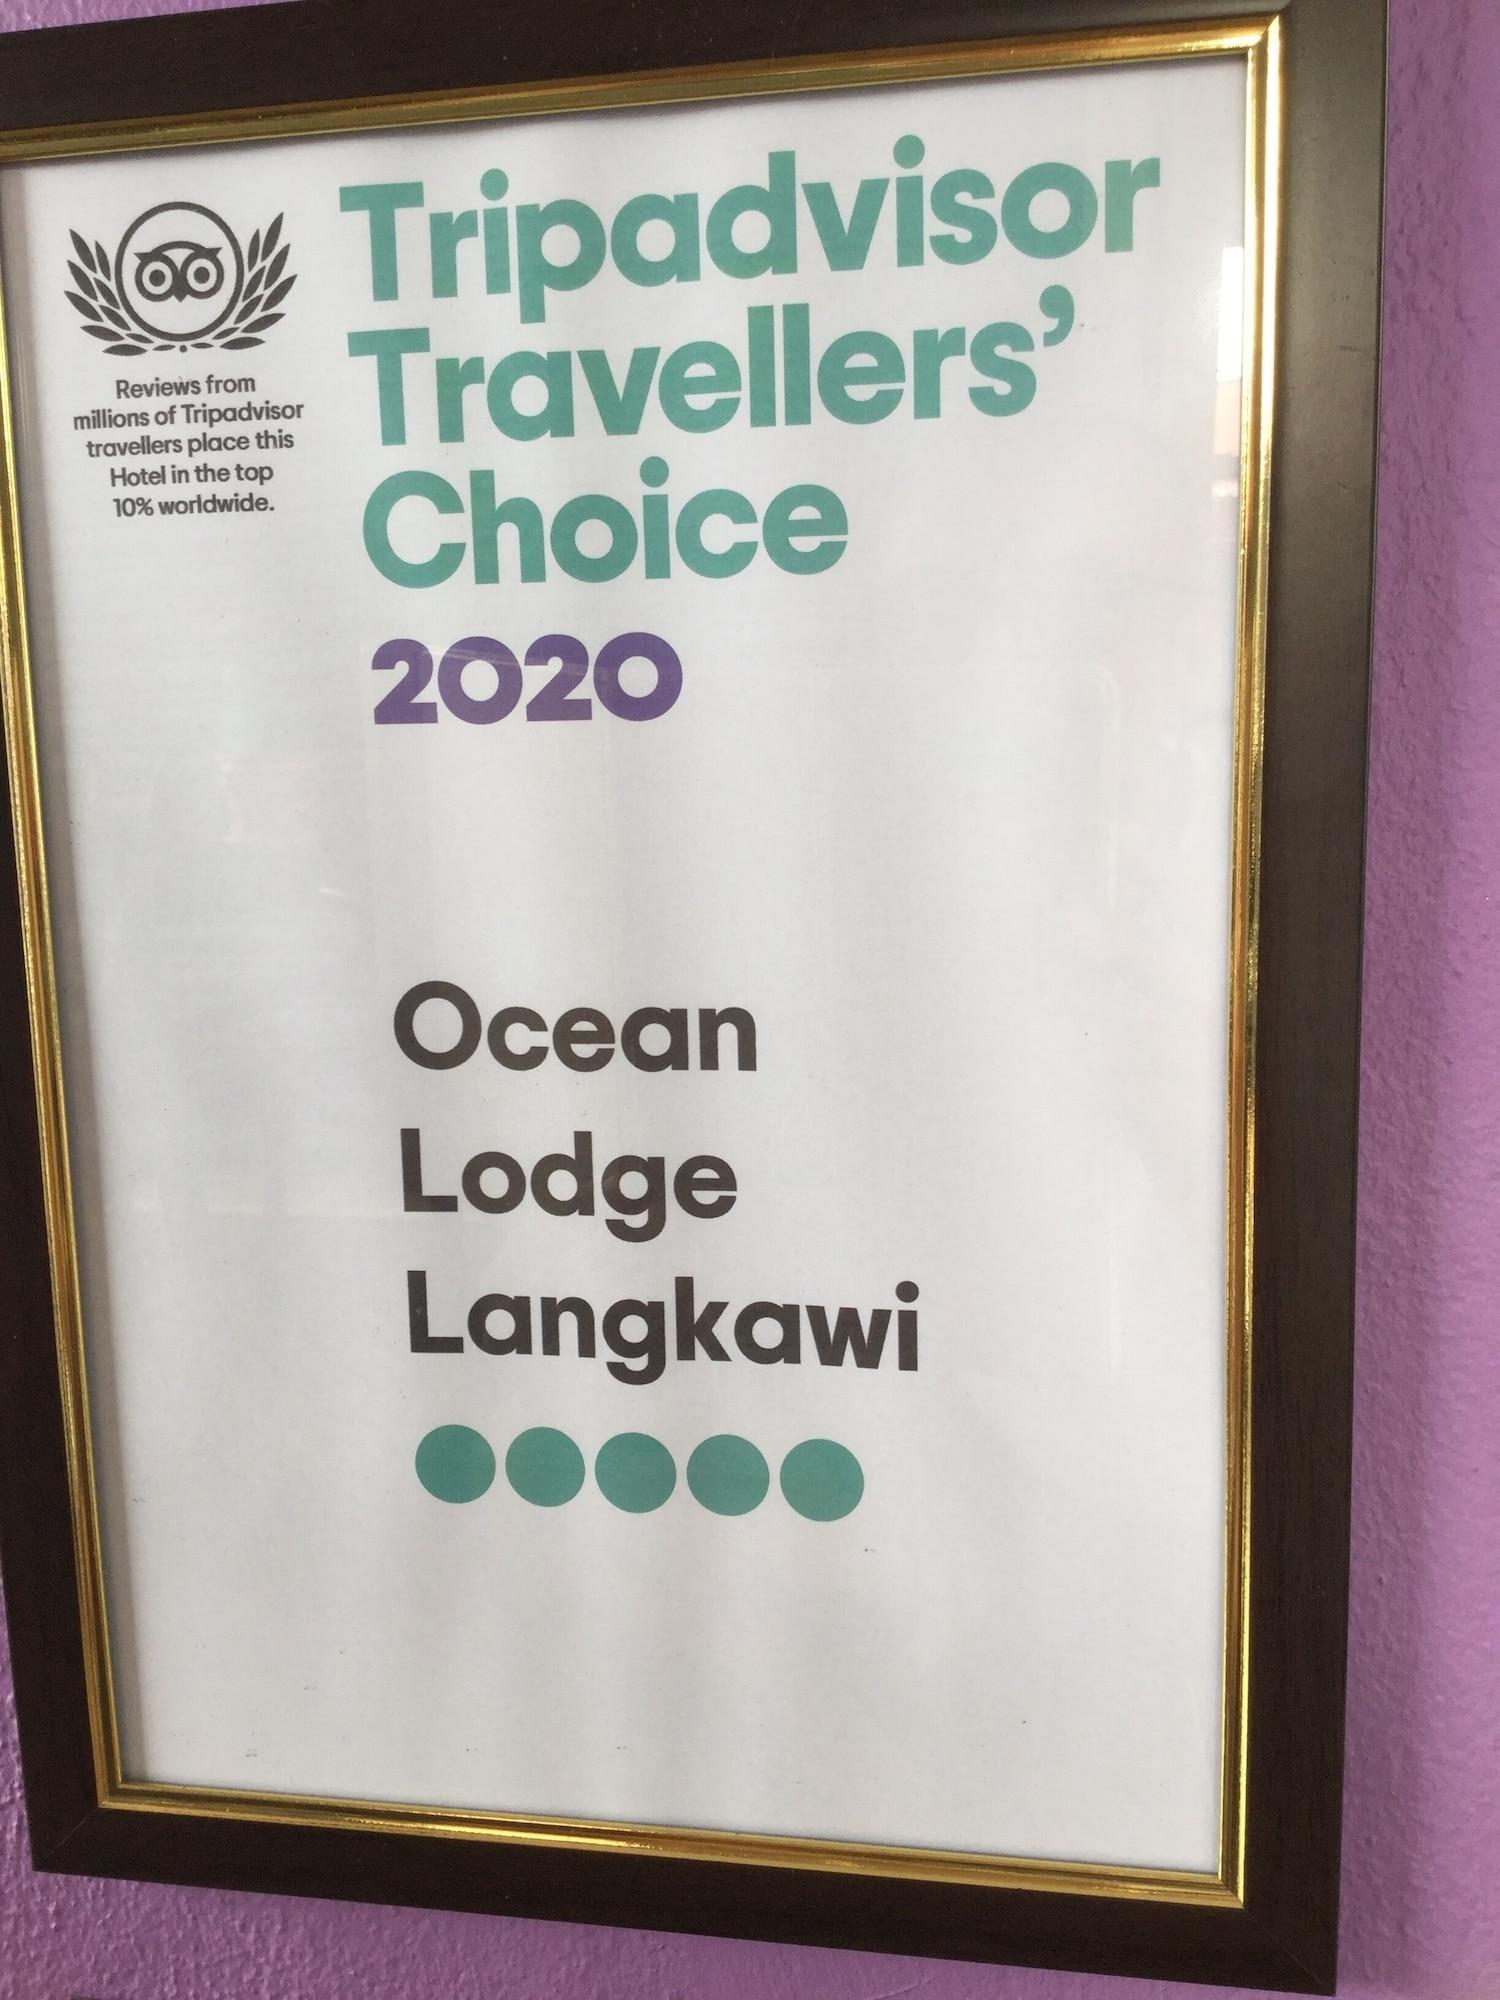 Tripadvisor
Travellers’
Choice
2020
Reviews from
millions of Tripadvisor
travellers place this
Hotel in the top
10% worldwide.
Ocean
Lodge
Langkawi